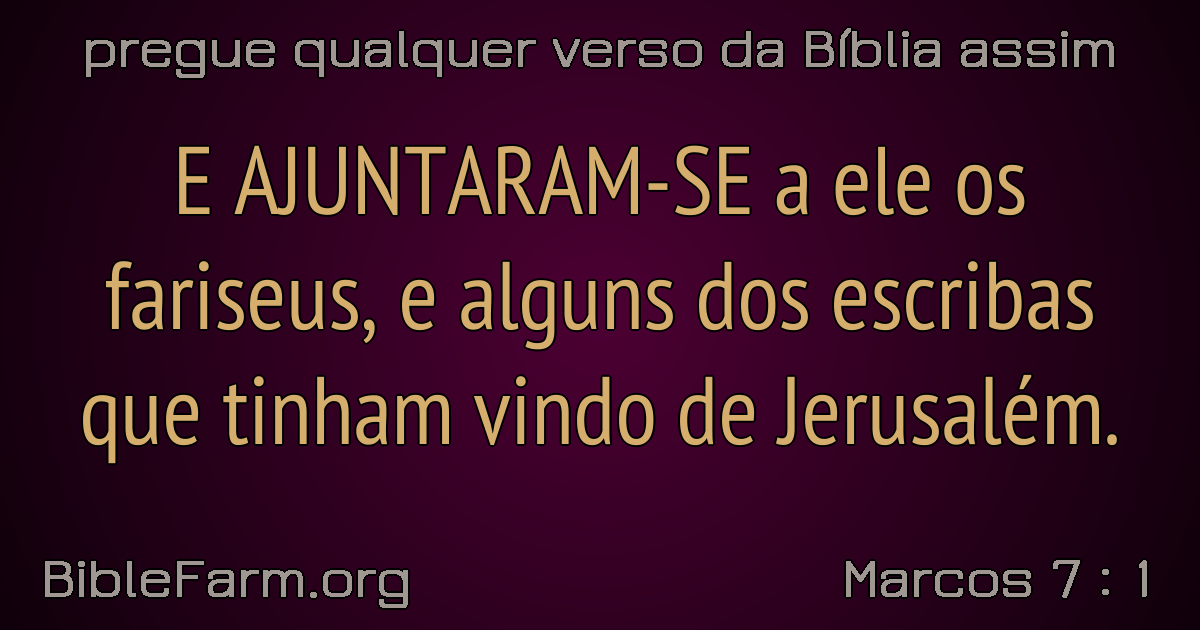 pregue qualquer verso da Bíblia assim
E AJUNTARAM-SE a ele os
fariseus, e alguns dos escribas
que tinham vindo de Jerusalém.
BibleFarm.org
Marcos 7 : 1